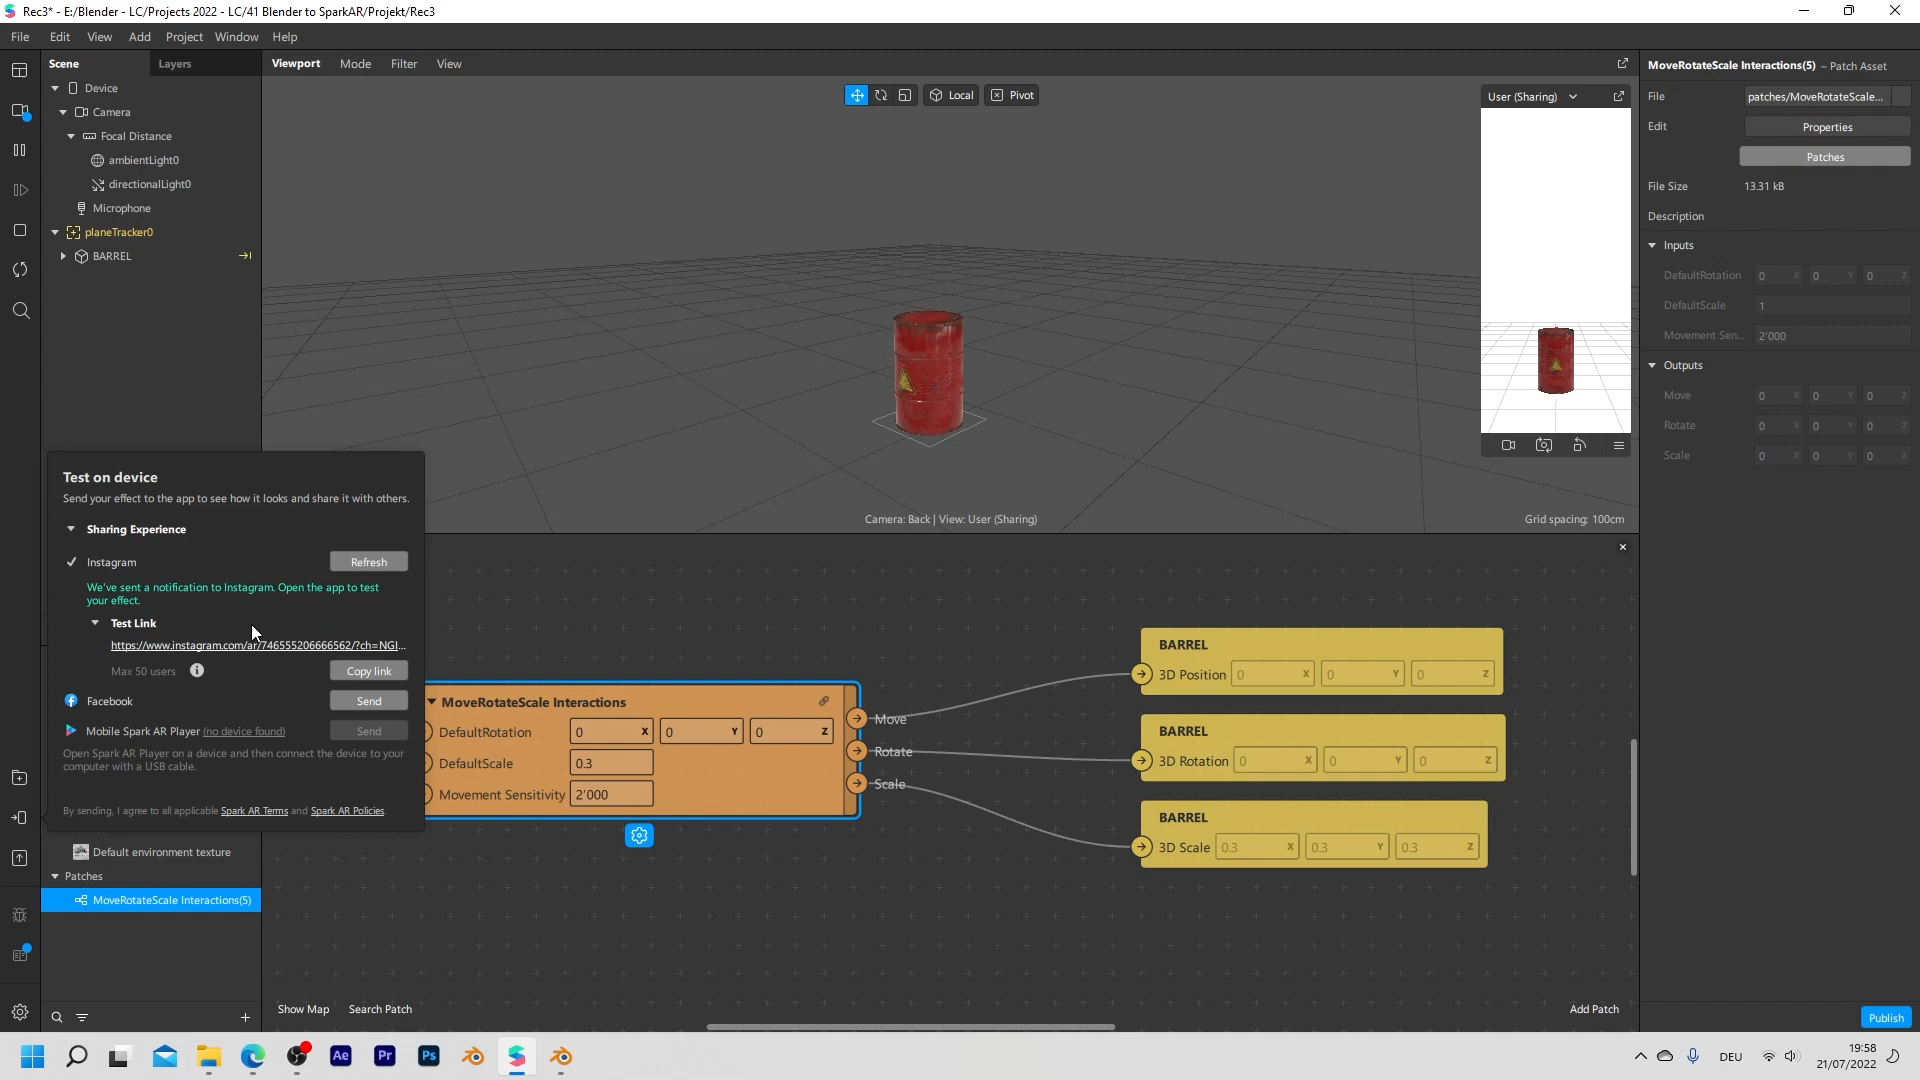 Rec3* - E:/Blender - LC/Projects 2022 - LC/41 Blender to SparkAR/Projekt/Rec3
File Edit View Add Project Window Help
Scene Layers
Viewport Mode Filter View
MoveRotateScale Interactions(5) – Patch Asset
Device
Camera
Focal Distance
ambientLight0
directionalLight0
Microphone
planeTracker0
BARREL
Local Pivot
User (Sharing)
Camera: Back | View: User (Sharing)
Grid spacing: 100cm
File patches/MoveRotateScale...
Edit Properties
Patches
File Size 13.31 kB
Description
Inputs
DefaultRotation 0 X 0 Y 0 Z
DefaultScale 1
Movement Sen... 2'000
Outputs
Move 0 X 0 Y 0 Z
Rotate 0 X 0 Y 0 Z
Scale 0 X 0 Y 0 Z
Test on device
Send your effect to the app to see how it looks and share it with others.
Sharing Experience
Instagram Refresh
We've sent a notification to Instagram. Open the app to test
your effect.
Test Link
https://www.instagram.com/ar/746555206666562/?ch=NGI...
Max 50 users Copy link
Facebook Send
Mobile Spark AR Player (no device found) Send
Open Spark AR Player on a device and then connect the device to your
computer with a USB cable.
By sending, I agree to all applicable Spark AR Terms and Spark AR Policies.
Default environment texture
Patches
MoveRotateScale Interactions(5)
MoveRotateScale Interactions
DefaultRotation 0 X 0 Y 0 Z
DefaultScale 0.3
Movement Sensitivity 2'000
Move
Rotate
Scale
BARREL
3D Position 0 X 0 Y 0 Z
BARREL
3D Rotation 0 X 0 Y 0 Z
BARREL
3D Scale 0.3 X 0.3 Y 0.3 Z
Show Map Search Patch
Add Patch
Publish
Ae Pr Ps
DEU
19:58
21/07/2022